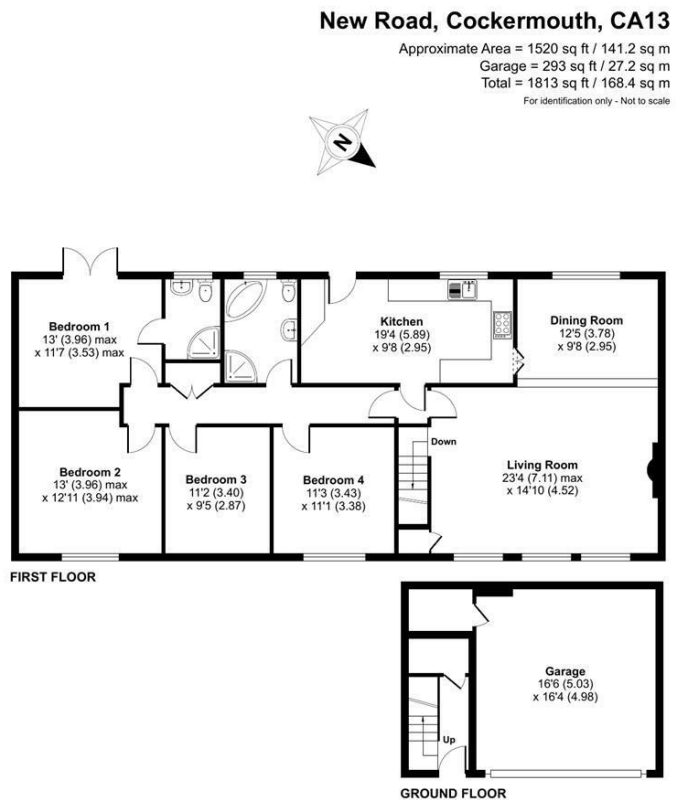 New Road, Cockermouth, CA13
Approximate Area = 1520 sq ft / 141.2 sq m
Garage = 293 sq ft / 27.2 sq m
Total = 1813 sq ft / 168.4 sq m
For identification only - Not to scale
N
Bedroom 1
13' (3.96) max
x 11'7 (3.53) max
Kitchen
19'4 (5.89)
x 9'8 (2.95)
Dining Room
12'5 (3.78)
x 9'8 (2.95)
Bedroom 2
13' (3.96) max
x 12'11 (3.94) max
Bedroom 3
11'2 (3.40)
x 9'5 (2.87)
Bedroom 4
11'3 (3.43)
x 11'1 (3.38)
Down
Living Room
23'4 (7.11) max
x 14'10 (4.52)
FIRST FLOOR
Garage
16'6 (5.03)
x 16'4 (4.98)
Up
GROUND FLOOR